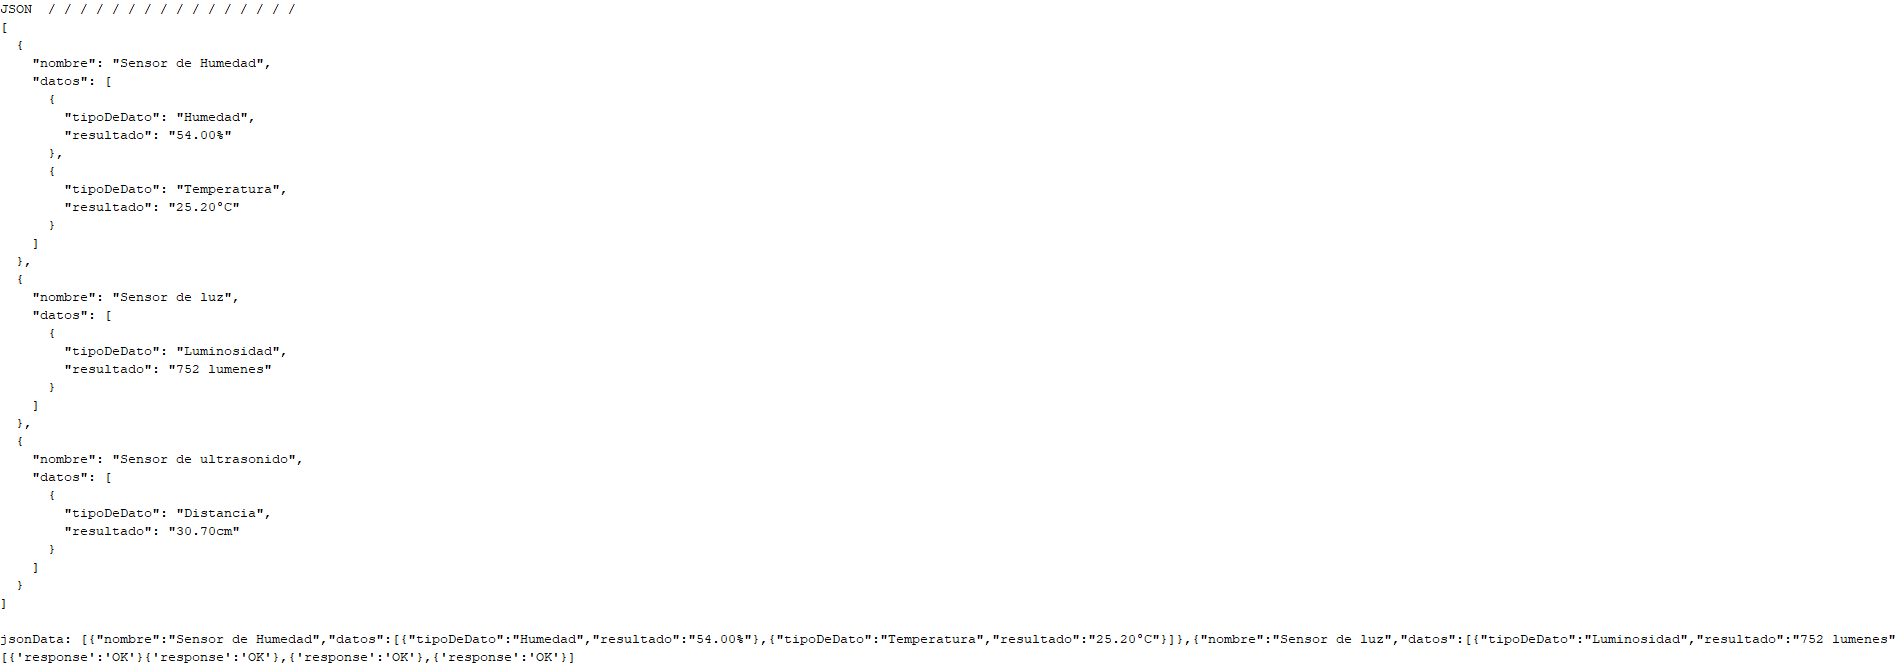 JSON  / / / / / / / / / / / / / / / /
[
  {
    "nombre": "Sensor de Humedad",
    "datos": [
      {
        "tipoDeDato": "Humedad",
        "resultado": "54.00%"
      },
      {
        "tipoDeDato": "Temperatura",
        "resultado": "25.20°C"
      }
    ]
  },
  {
    "nombre": "Sensor de luz",
    "datos": [
      {
        "tipoDeDato": "Luminosidad",
        "resultado": "752 lumenes"
      }
    ]
  },
  {
    "nombre": "Sensor de ultrasonido",
    "datos": [
      {
        "tipoDeDato": "Distancia",
        "resultado": "30.70cm"
      }
    ]
  }
]

jsonData: [{"nombre":"Sensor de Humedad","datos":[{"tipoDeDato":"Humedad","resultado":"54.00%"},{"tipoDeDato":"Temperatura","resultado":"25.20°C"}]},{"nombre":"Sensor de luz","datos":[{"tipoDeDato":"Luminosidad","resultado":"752 lumenes"
[{'response':'OK'}{'response':'OK'},{'response':'OK'},{'response':'OK'}]